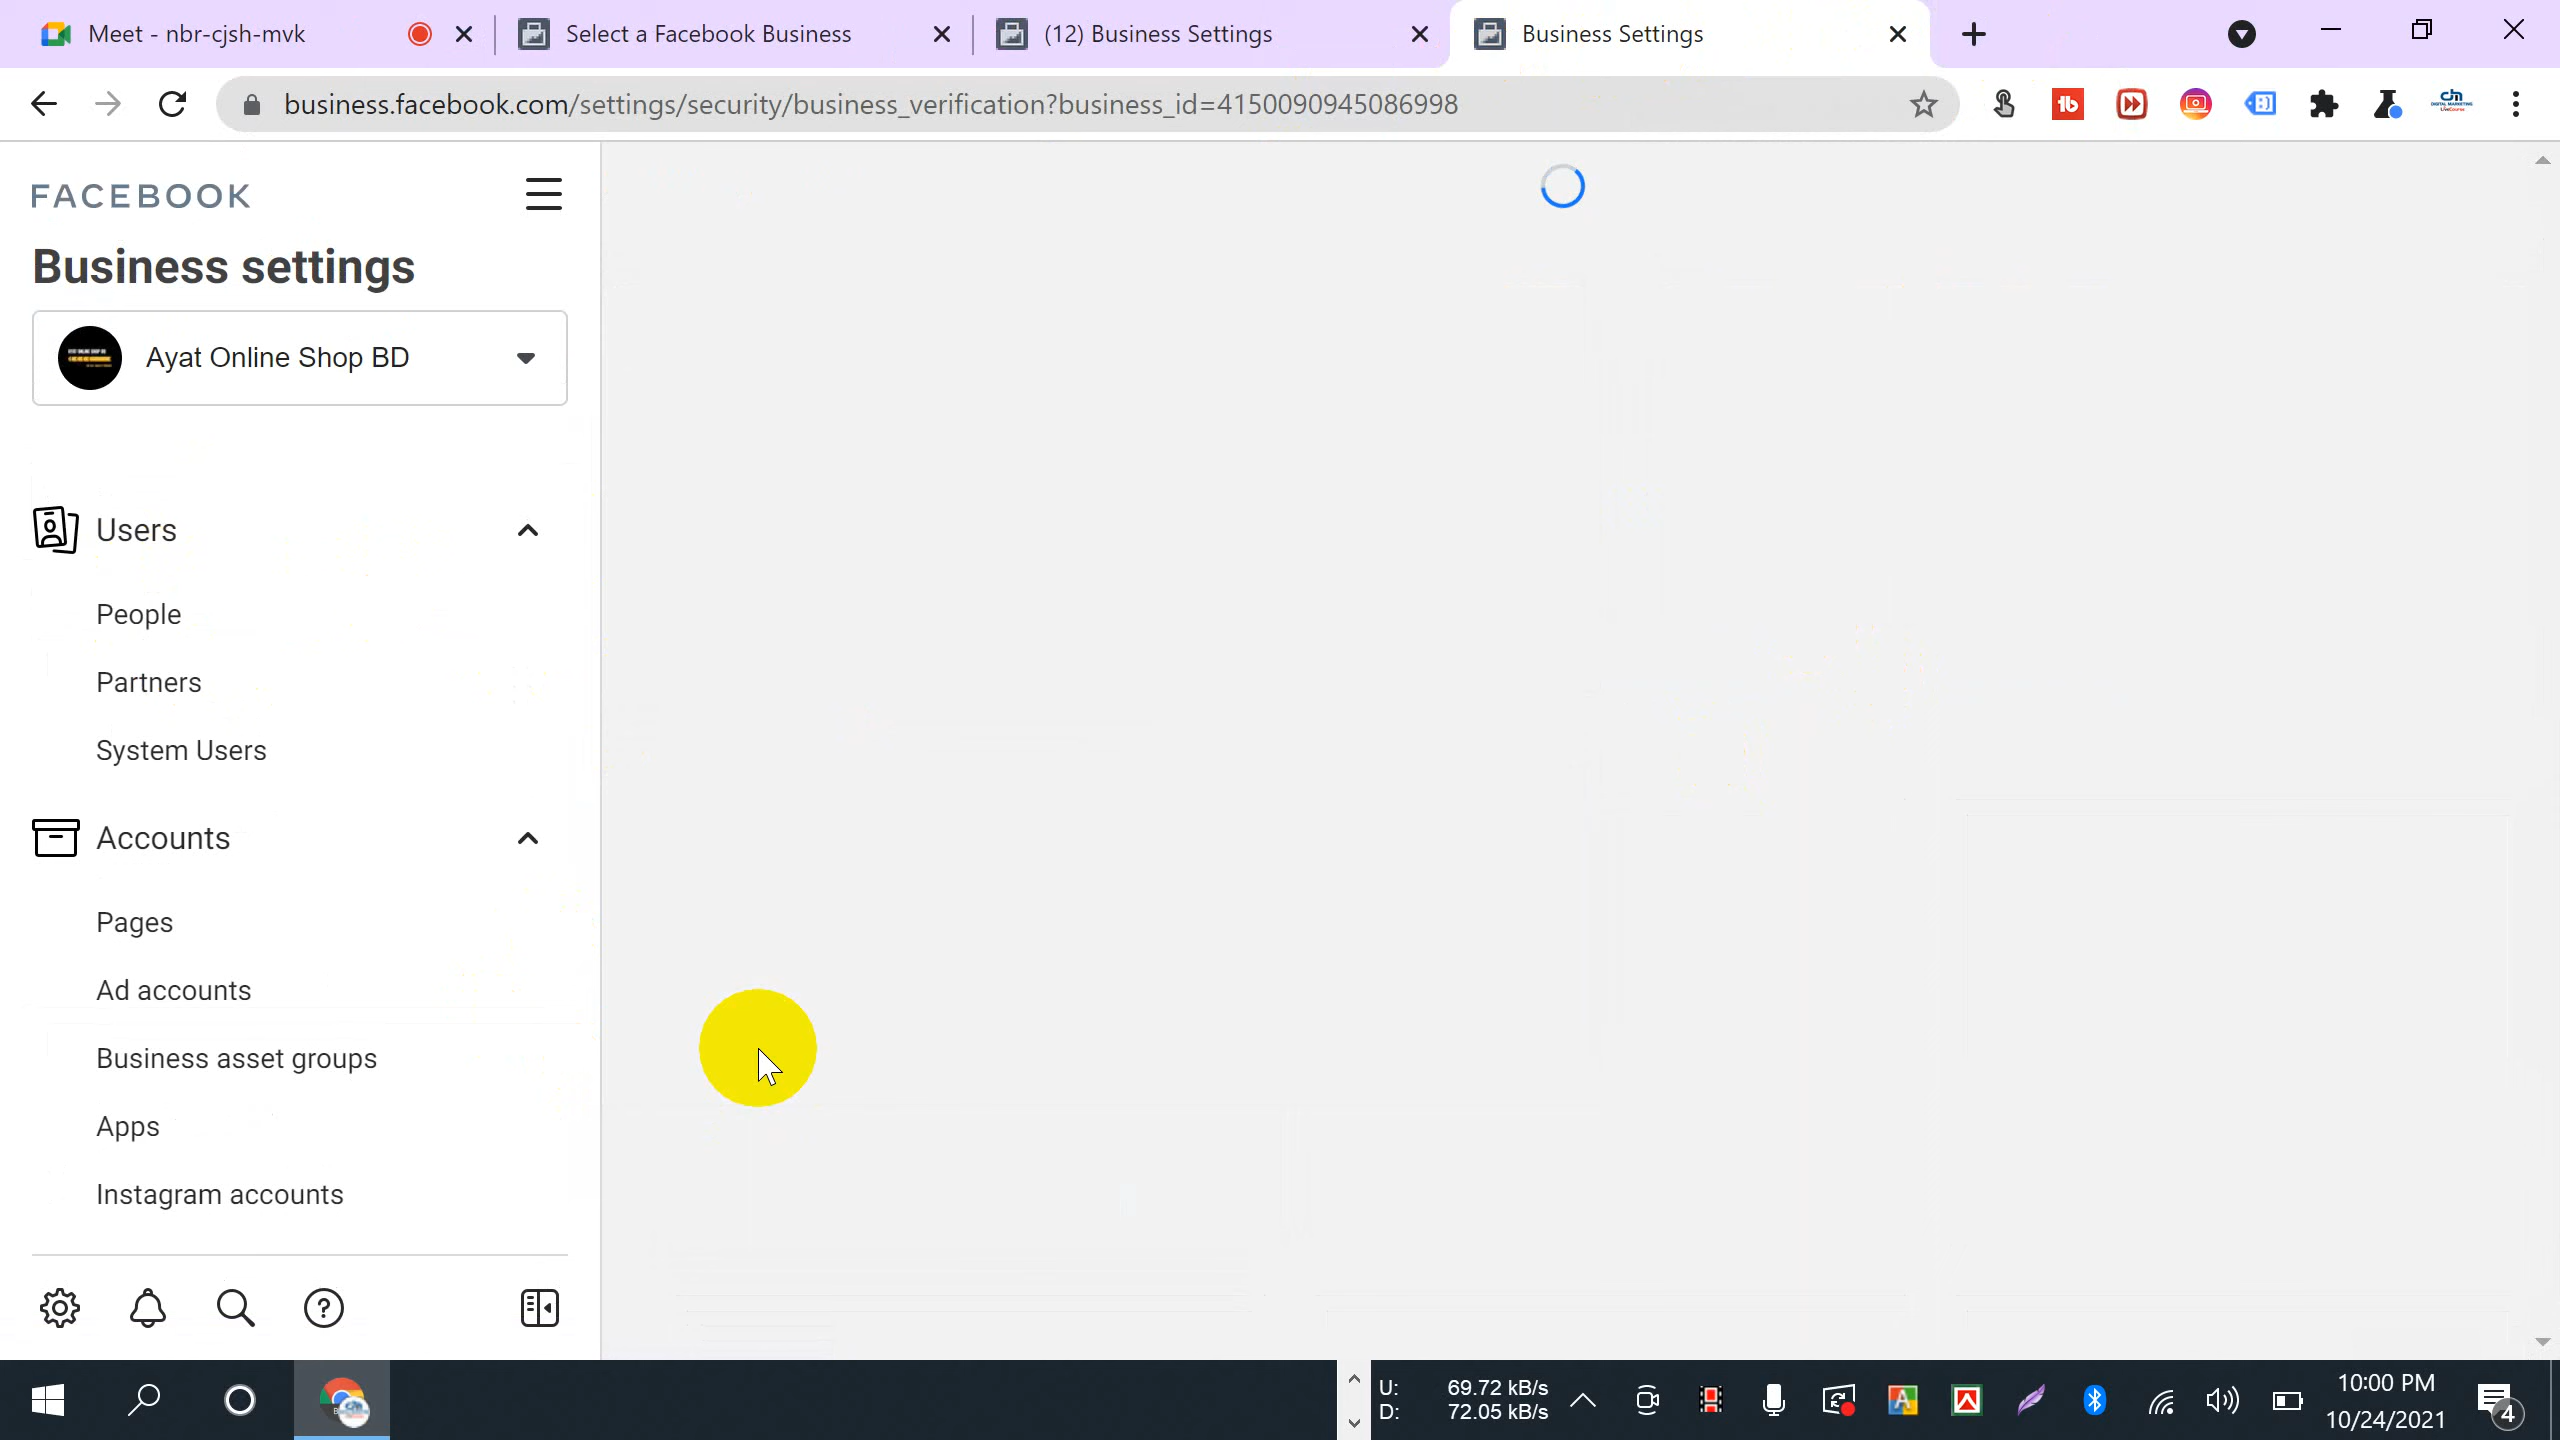 Meet - nbr-cjsh-mvk
Select a Facebook Business
(12) Business Settings
Business Settings
business.facebook.com/settings/security/business_verification?business_id=4150090945086998
FACEBOOK
Business settings
Ayat Online Shop BD
Users
People
Partners
System Users
Accounts
Pages
Ad accounts
Business asset groups
Apps
Instagram accounts
U: 69.72 kB/s
D: 72.05 kB/s
10:00 PM
10/24/2021
4